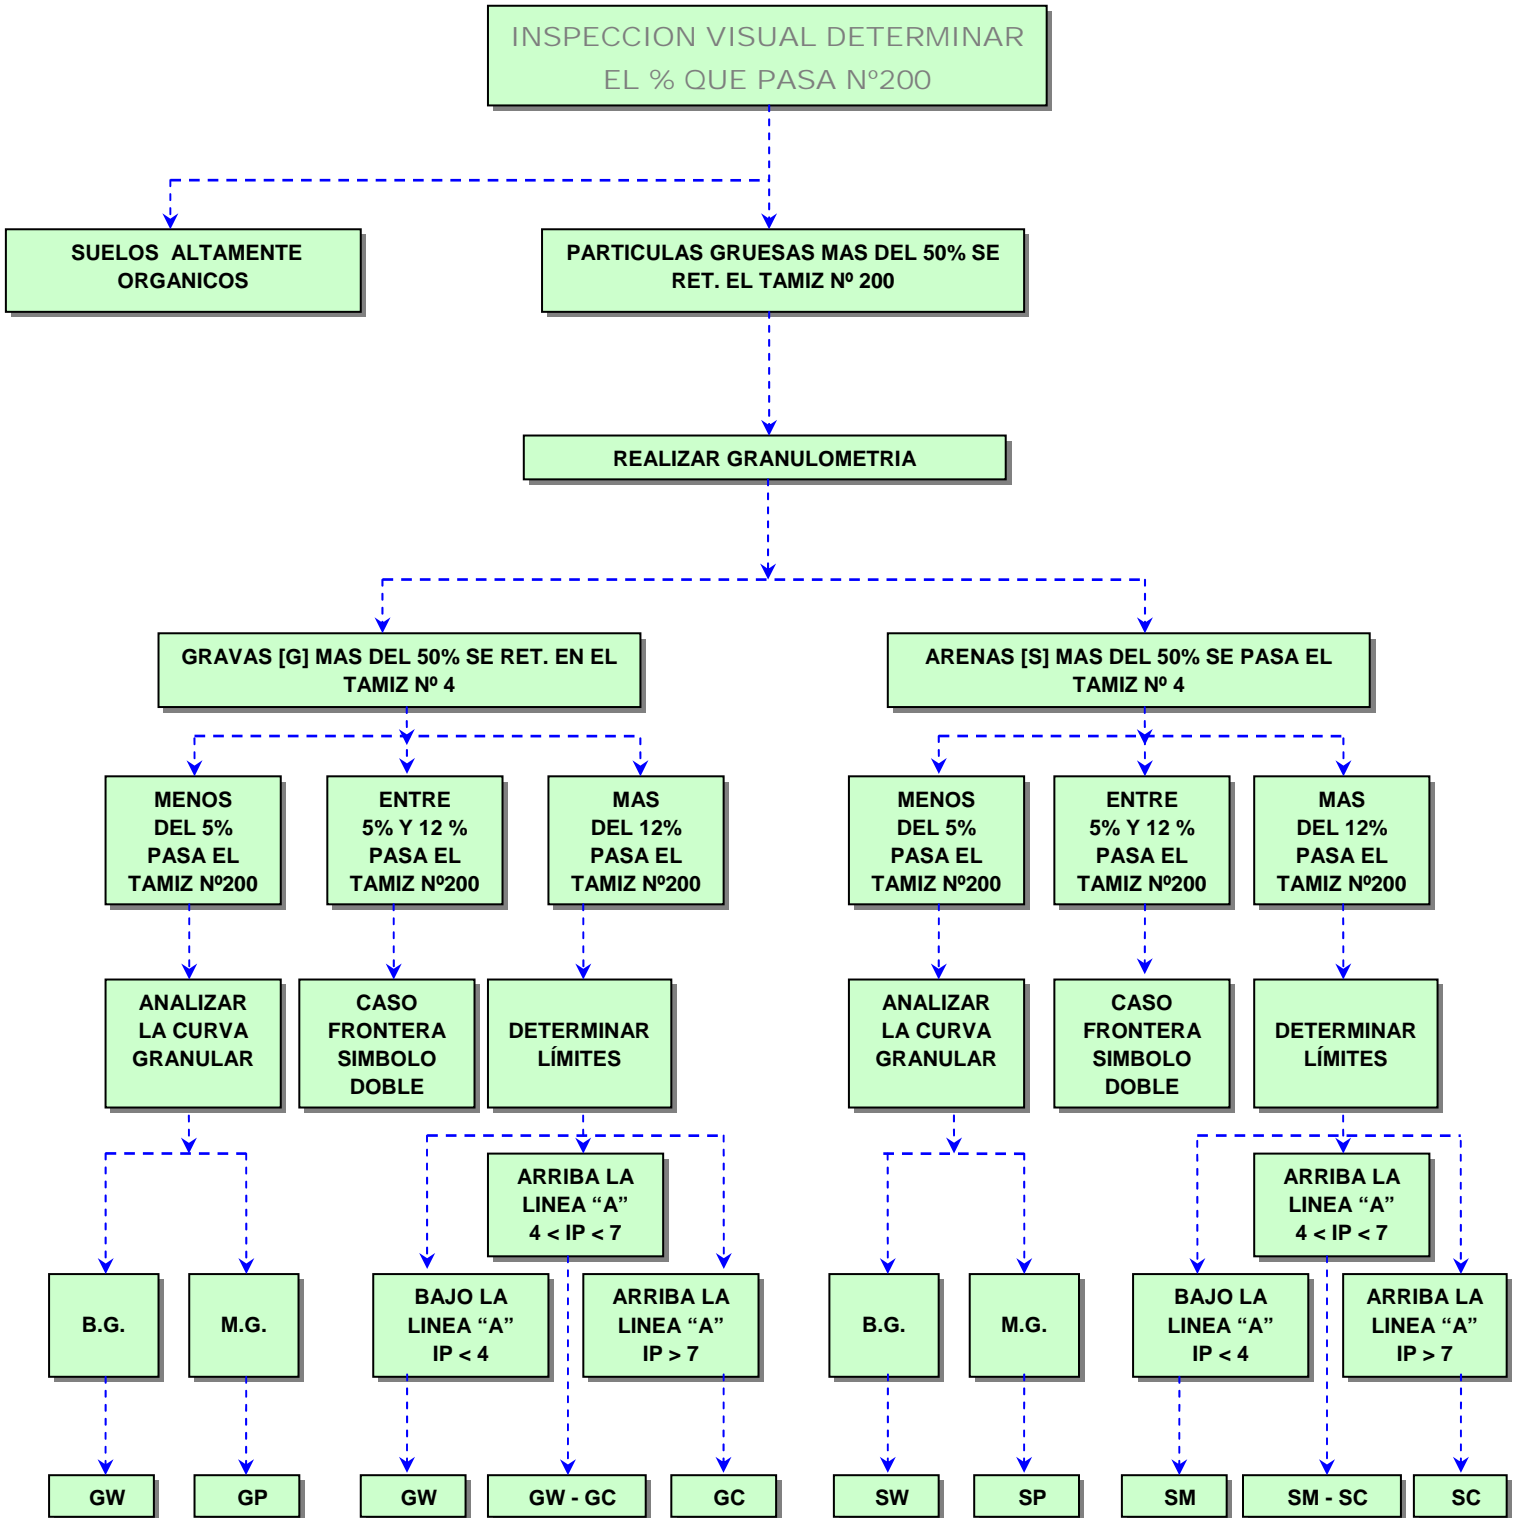 INSPECCION VISUAL DETERMINAR
EL % QUE PASA Nº200
SUELOS ALTAMENTE
ORGANICOS
PARTICULAS GRUESAS MAS DEL 50% SE
RET. EL TAMIZ Nº 200
REALIZAR GRANULOMETRIA
GRAVAS [G] MAS DEL 50% SE RET. EN EL
TAMIZ Nº 4
ARENAS [S] MAS DEL 50% SE PASA EL
TAMIZ Nº 4
MENOS
DEL 5%
PASA EL
TAMIZ Nº200
ENTRE
5% Y 12 %
PASA EL
TAMIZ Nº200
MAS
DEL 12%
PASA EL
TAMIZ Nº200
MENOS
DEL 5%
PASA EL
TAMIZ Nº200
ENTRE
5% Y 12 %
PASA EL
TAMIZ Nº200
MAS
DEL 12%
PASA EL
TAMIZ Nº200
ANALIZAR
LA CURVA
GRANULAR
CASO
FRONTERA
SIMBOLO
DOBLE
DETERMINAR
LÍMITES
ANALIZAR
LA CURVA
GRANULAR
CASO
FRONTERA
SIMBOLO
DOBLE
DETERMINAR
LÍMITES
ARRIBA LA
LINEA “A”
4 < IP < 7
ARRIBA LA
LINEA “A”
4 < IP < 7
B.G.
M.G.
BAJO LA
LINEA “A”
IP < 4
ARRIBA LA
LINEA “A”
IP > 7
B.G.
M.G.
BAJO LA
LINEA “A”
IP < 4
ARRIBA LA
LINEA “A”
IP > 7
GW
GP
GW
GW - GC
GC
SW
SP
SM
SM - SC
SC